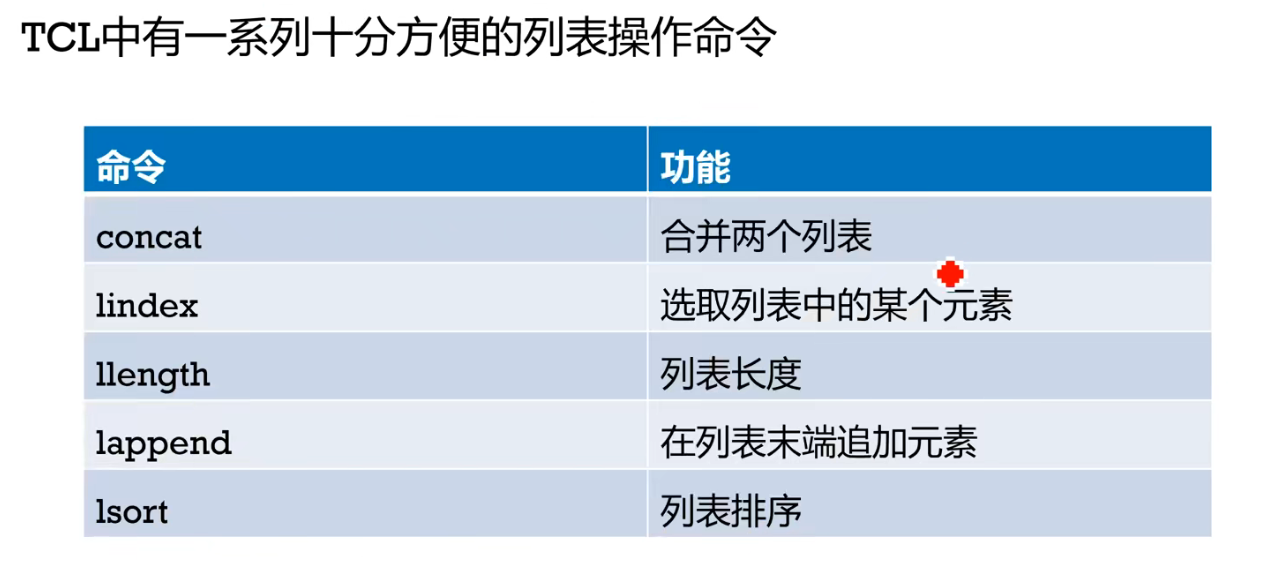 TCL中有一系列十分方便的列表操作命令
命令 功能
concat 合并两个列表
lindex 选取列表中的某个元素
llength 列表长度
lappend 在列表末端追加元素
lsort 列表排序